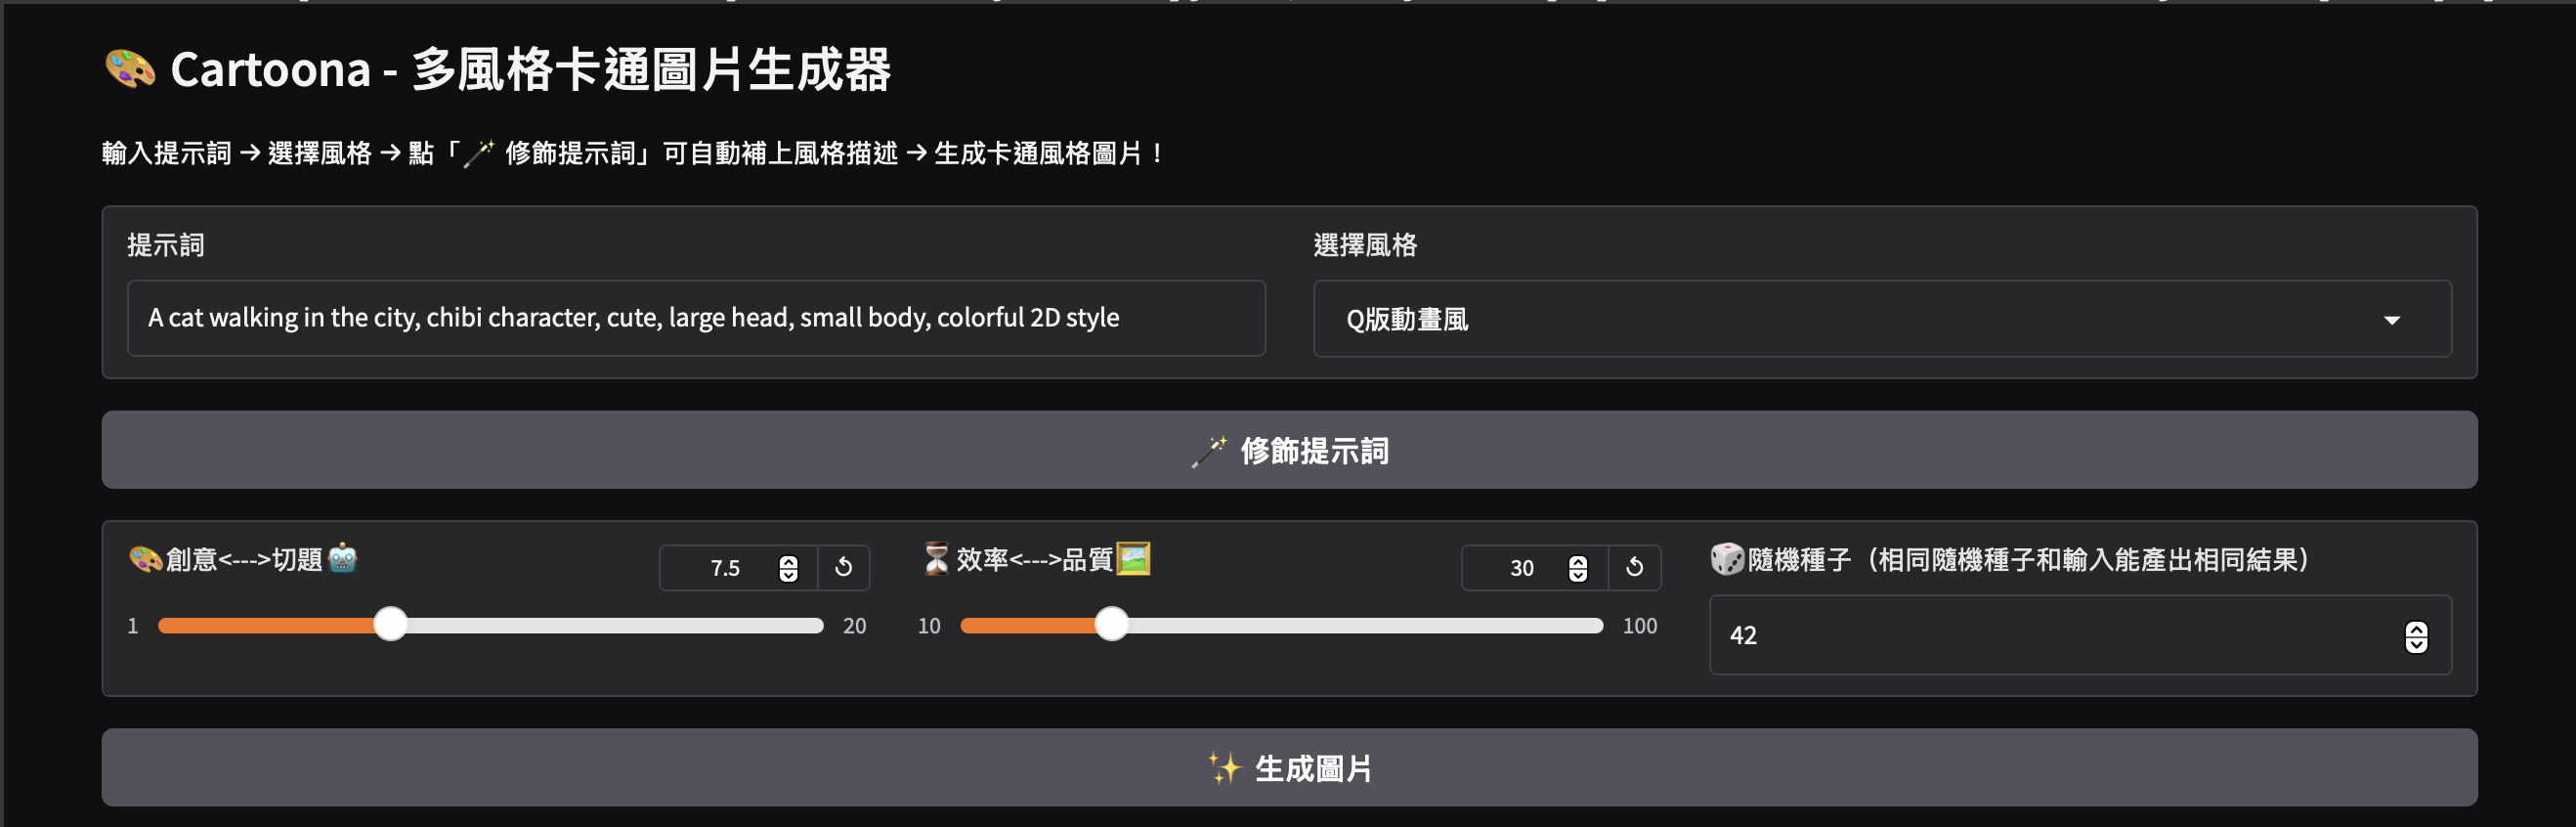 🎨 Cartoona - 多風格卡通圖片生成器
輸入提示詞 → 選擇風格 → 點「🪄 修飾提示詞」可自動補上風格描述 → 生成卡通風格圖片！
提示詞
A cat walking in the city, chibi character, cute, large head, small body, colorful 2D style
選擇風格
Q版動畫風
🪄 修飾提示詞
🎨創意<--->切題🤖
7.5
1
20
⏳效率<--->品質🖼️
30
10
100
🎲隨機種子（相同隨機種子和輸入能產出相同結果）
42
✨ 生成圖片